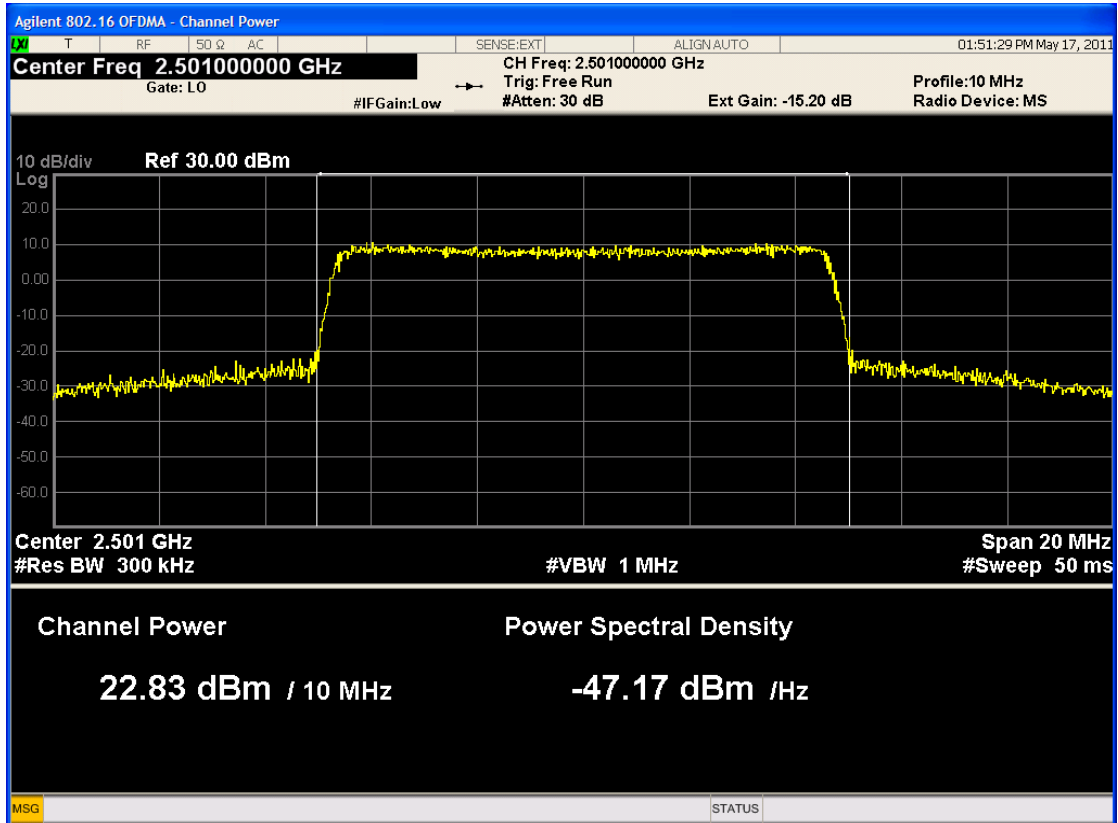 Agilent 802.16 OFDMA - Channel Power
LXI T RF 50 Ω AC SENSE:EXT ALIGN AUTO 01:51:29 PM May 17, 2011
Center Freq 2.501000000 GHz
Gate: LO
#IFGain:Low
CH Freq: 2.501000000 GHz
Trig: Free Run
#Atten: 30 dB
Ext Gain: -15.20 dB
Profile:10 MHz
Radio Device: MS
10 dB/div Ref 30.00 dBm
Log
20.0
10.0
0.00
-10.0
-20.0
-30.0
-40.0
-50.0
-60.0
Center 2.501 GHz Span 20 MHz
#Res BW 300 kHz #VBW 1 MHz #Sweep 50 ms
Channel Power Power Spectral Density
22.83 dBm / 10 MHz -47.17 dBm /Hz
MSG STATUS